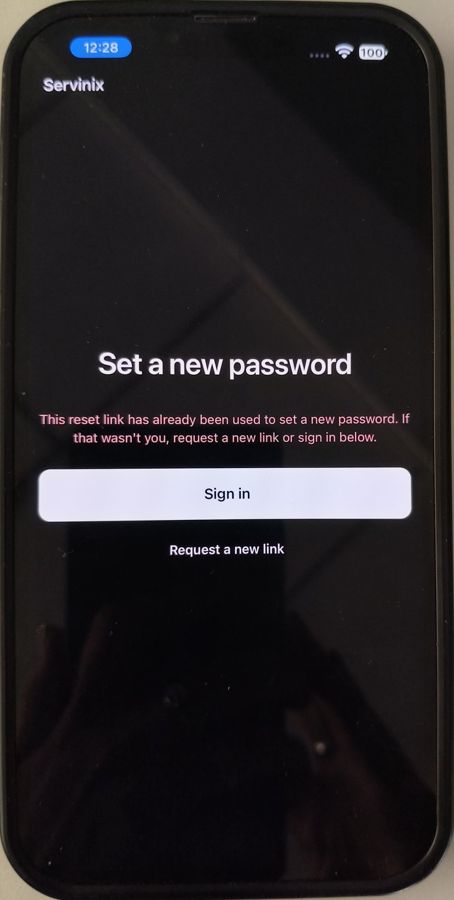 12:28
100
Servinix
Set a new password
This reset link has already been used to set a new password. If
that wasn't you, request a new link or sign in below.
Sign in
Request a new link